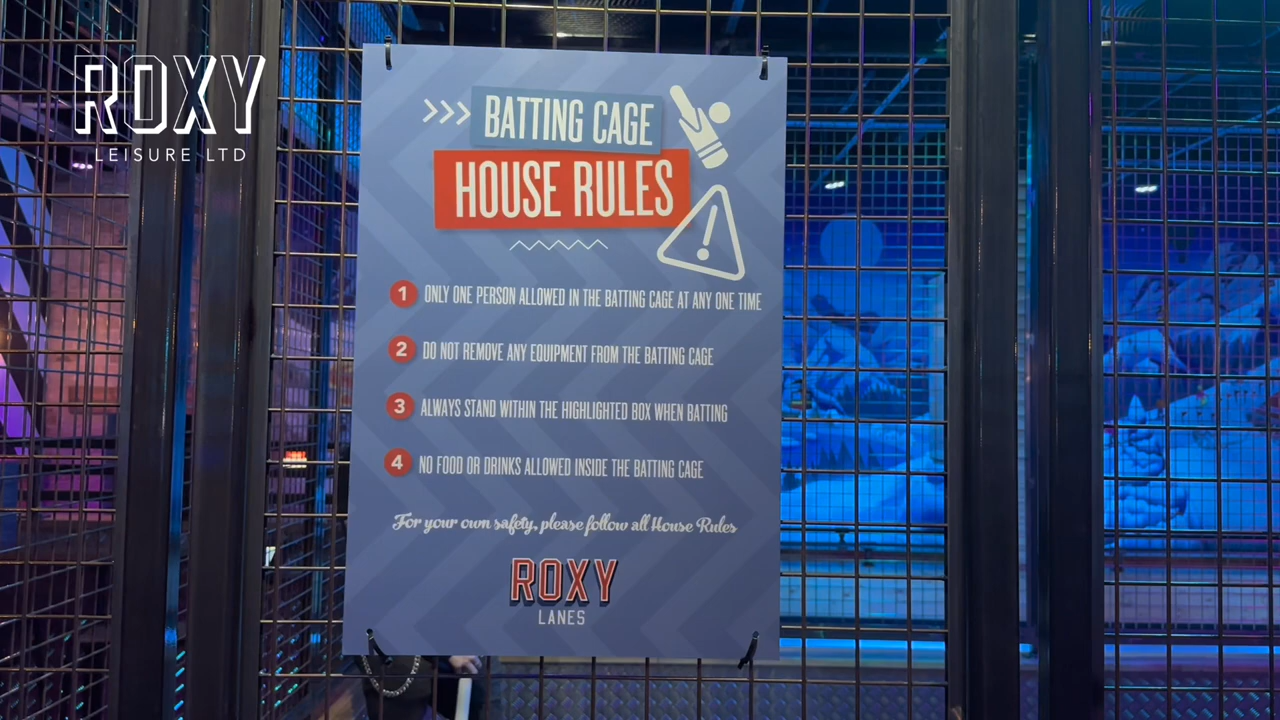 ROXY
LEISURE LTD
BATTING CAGE
HOUSE RULES
1 ONLY ONE PERSON ALLOWED IN THE BATTING CAGE AT ANY ONE TIME
2 DO NOT REMOVE ANY EQUIPMENT FROM THE BATTING CAGE
3 ALWAYS STAND WITHIN THE HIGHLIGHTED BOX WHEN BATTING
4 NO FOOD OR DRINKS ALLOWED INSIDE THE BATTING CAGE
For your own safety, please follow all House Rules
ROXY
LANES